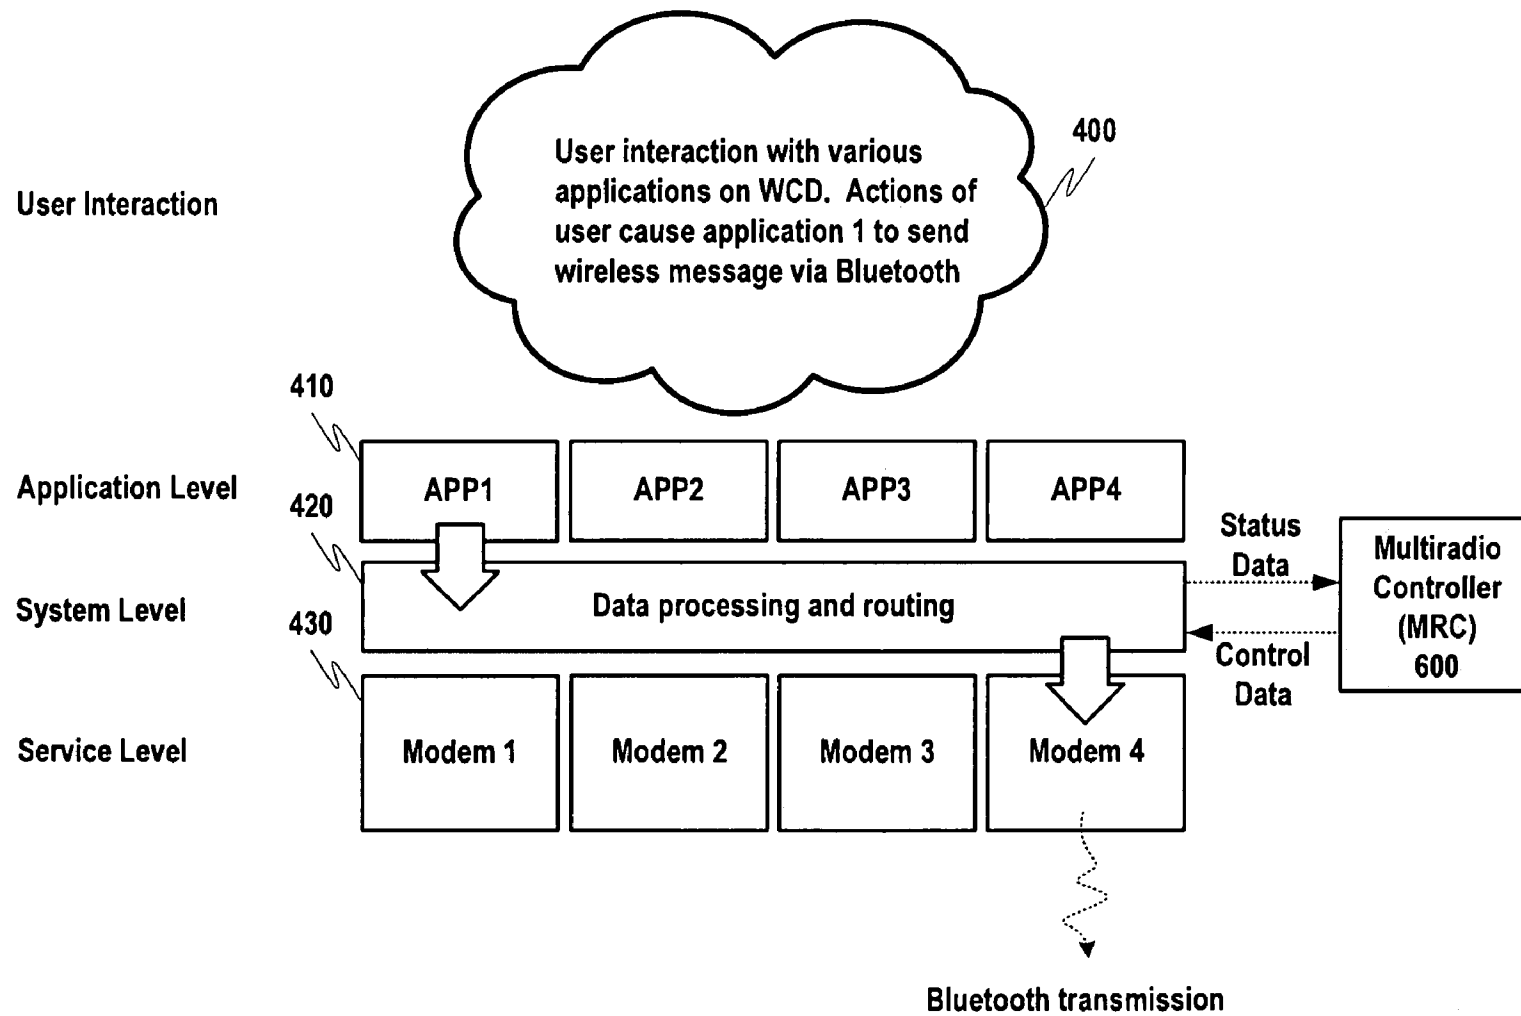 400
User interaction with various
applications on WCD. Actions of
user cause application 1 to send
wireless message via Bluetooth
User Interaction
410
Application Level
APP1
APP2
APP3
APP4
420
Status
Data
Multiradio
Controller
(MRC)
600
System Level
Data processing and routing
430
Control
Data
Service Level
Modem 1
Modem 2
Modem 3
Modem 4
Bluetooth transmission